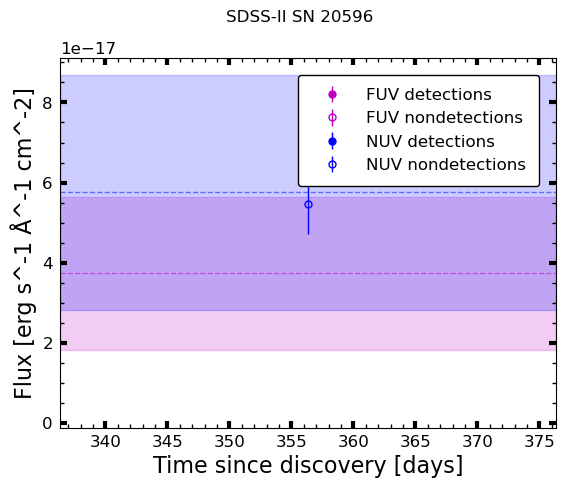 SDSS-II SN 20596
1e−17
FUV detections
FUV nondetections
NUV detections
NUV nondetections
8
6
4
2
0
Flux [erg s^-1 Å^-1 cm^-2]
340 345 350 355 360 365 370 375
Time since discovery [days]